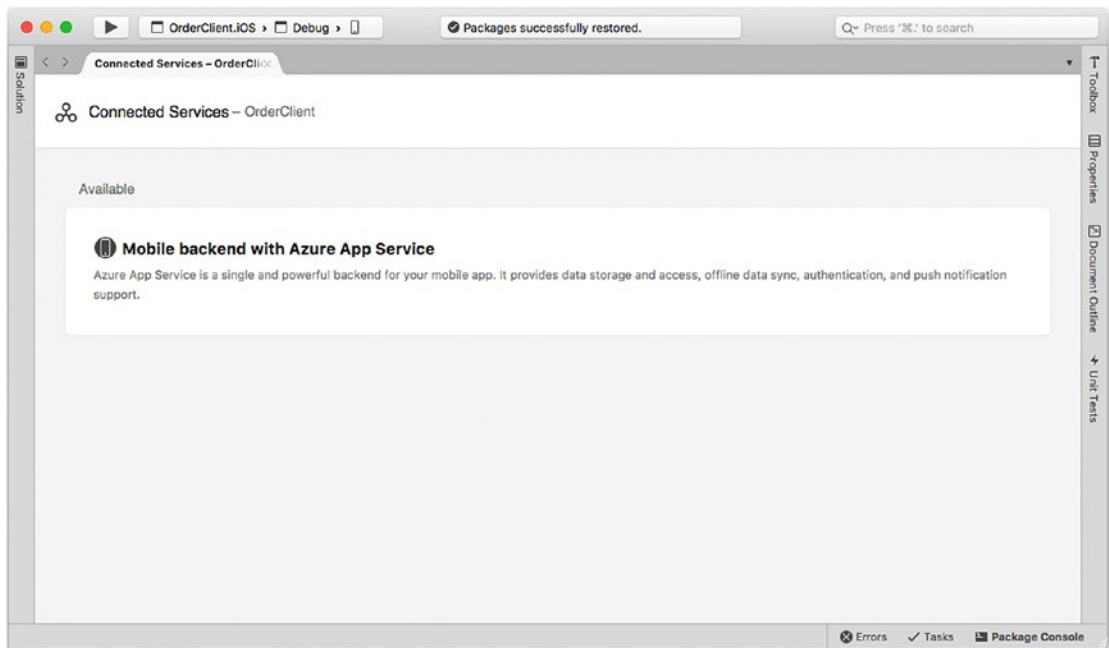 OrderClient.iOS › Debug ›
Packages successfully restored.
Press '⌘.' to search
Solution
Connected Services – OrderClie
Connected Services – OrderClient
Available
Mobile backend with Azure App Service
Azure App Service is a single and powerful backend for your mobile app. It provides data storage and access, offline data sync, authentication, and push notification
support.
Toolbox
Properties
Document Outline
Unit Tests
Errors
Tasks
Package Console